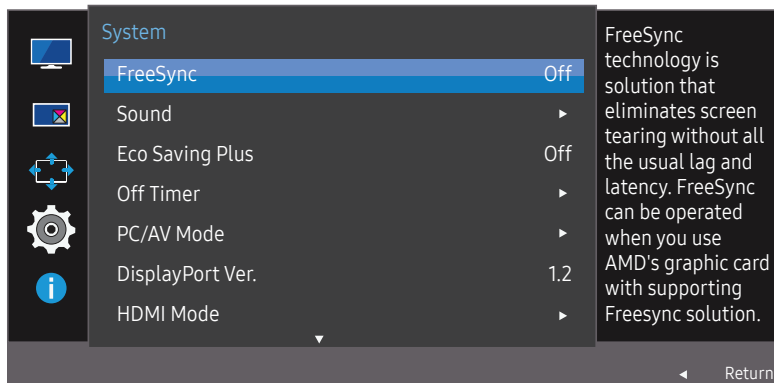 System
FreeSync Off
Sound
Eco Saving Plus Off
Off Timer
PC/AV Mode
DisplayPort Ver. 1.2
HDMI Mode
FreeSync
technology is
solution that
eliminates screen
tearing without all
the usual lag and
latency. FreeSync
can be operated
when you use
AMD's graphic card
with supporting
Freesync solution.
Return